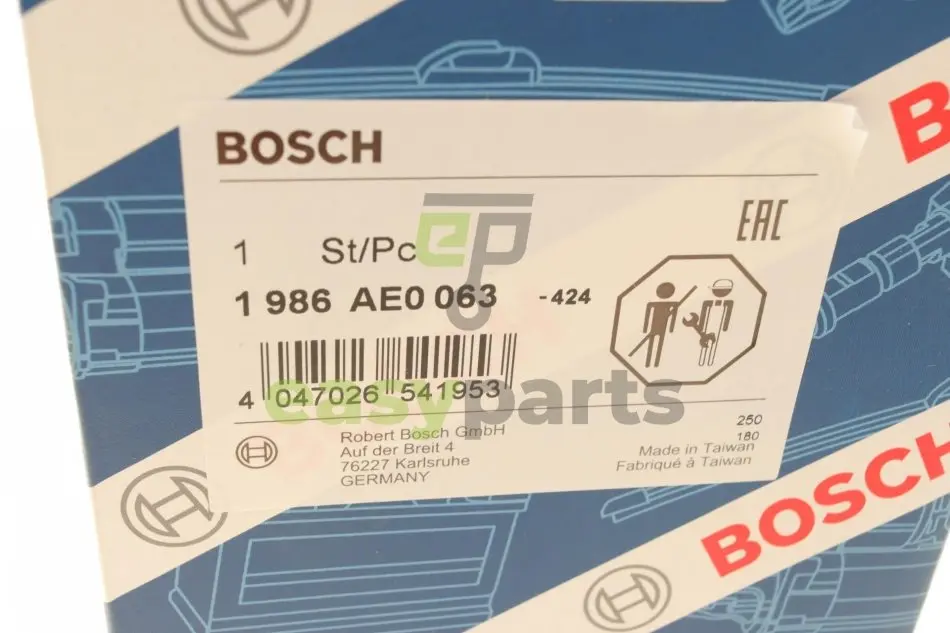 BOSCH
EAC
1 St/Pc
1 986 AE0 063 -424
4 047026 541953
Robert Bosch GmbH
Auf der Breit 4
76227 Karlsruhe
GERMANY
250
180
Made in Taiwan
Fabriqué à Taiwan
ep
easyparts
B
BOSCH